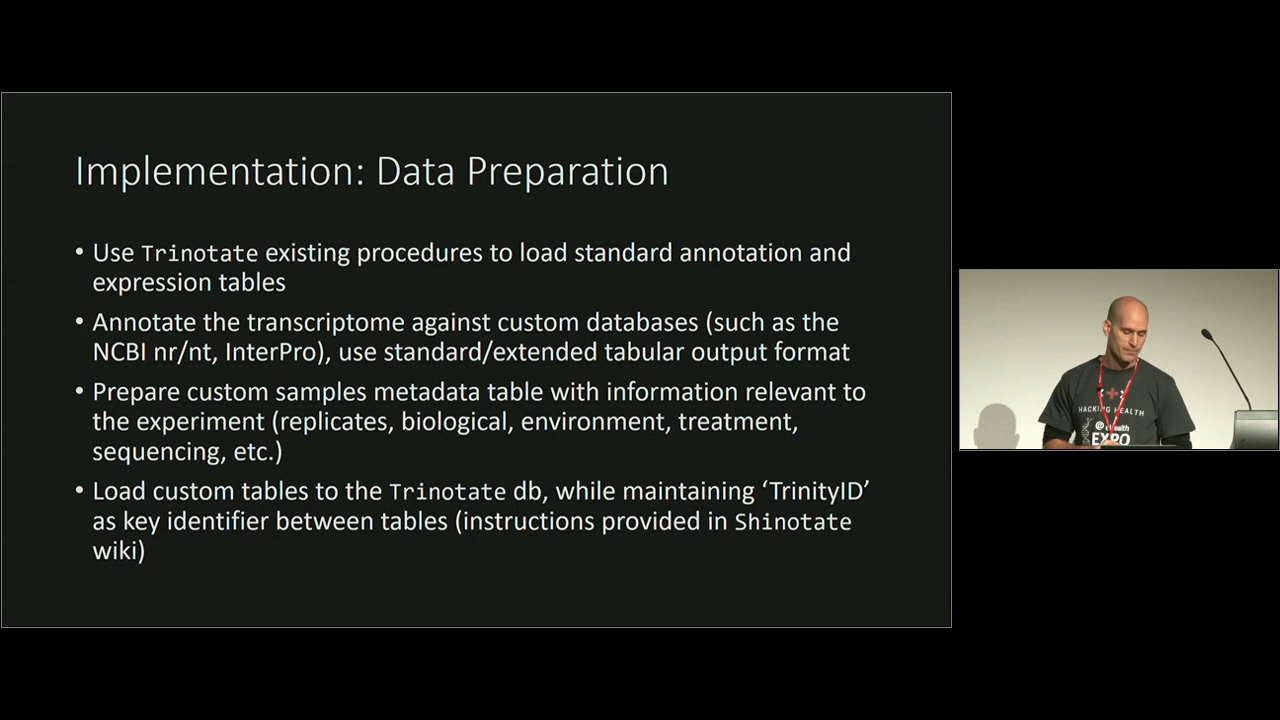 Implementation: Data Preparation
• Use Trinotate existing procedures to load standard annotation and
expression tables
• Annotate the transcriptome against custom databases (such as the
NCBI nr/nt, InterPro), use standard/extended tabular output format
• Prepare custom samples metadata table with information relevant to
the experiment (replicates, biological, environment, treatment,
sequencing, etc.)
• Load custom tables to the Trinotate db, while maintaining ‘TrinityID’
as key identifier between tables (instructions provided in Shinotate
wiki)
HACKING HEALTH
@eHealth
EXPO